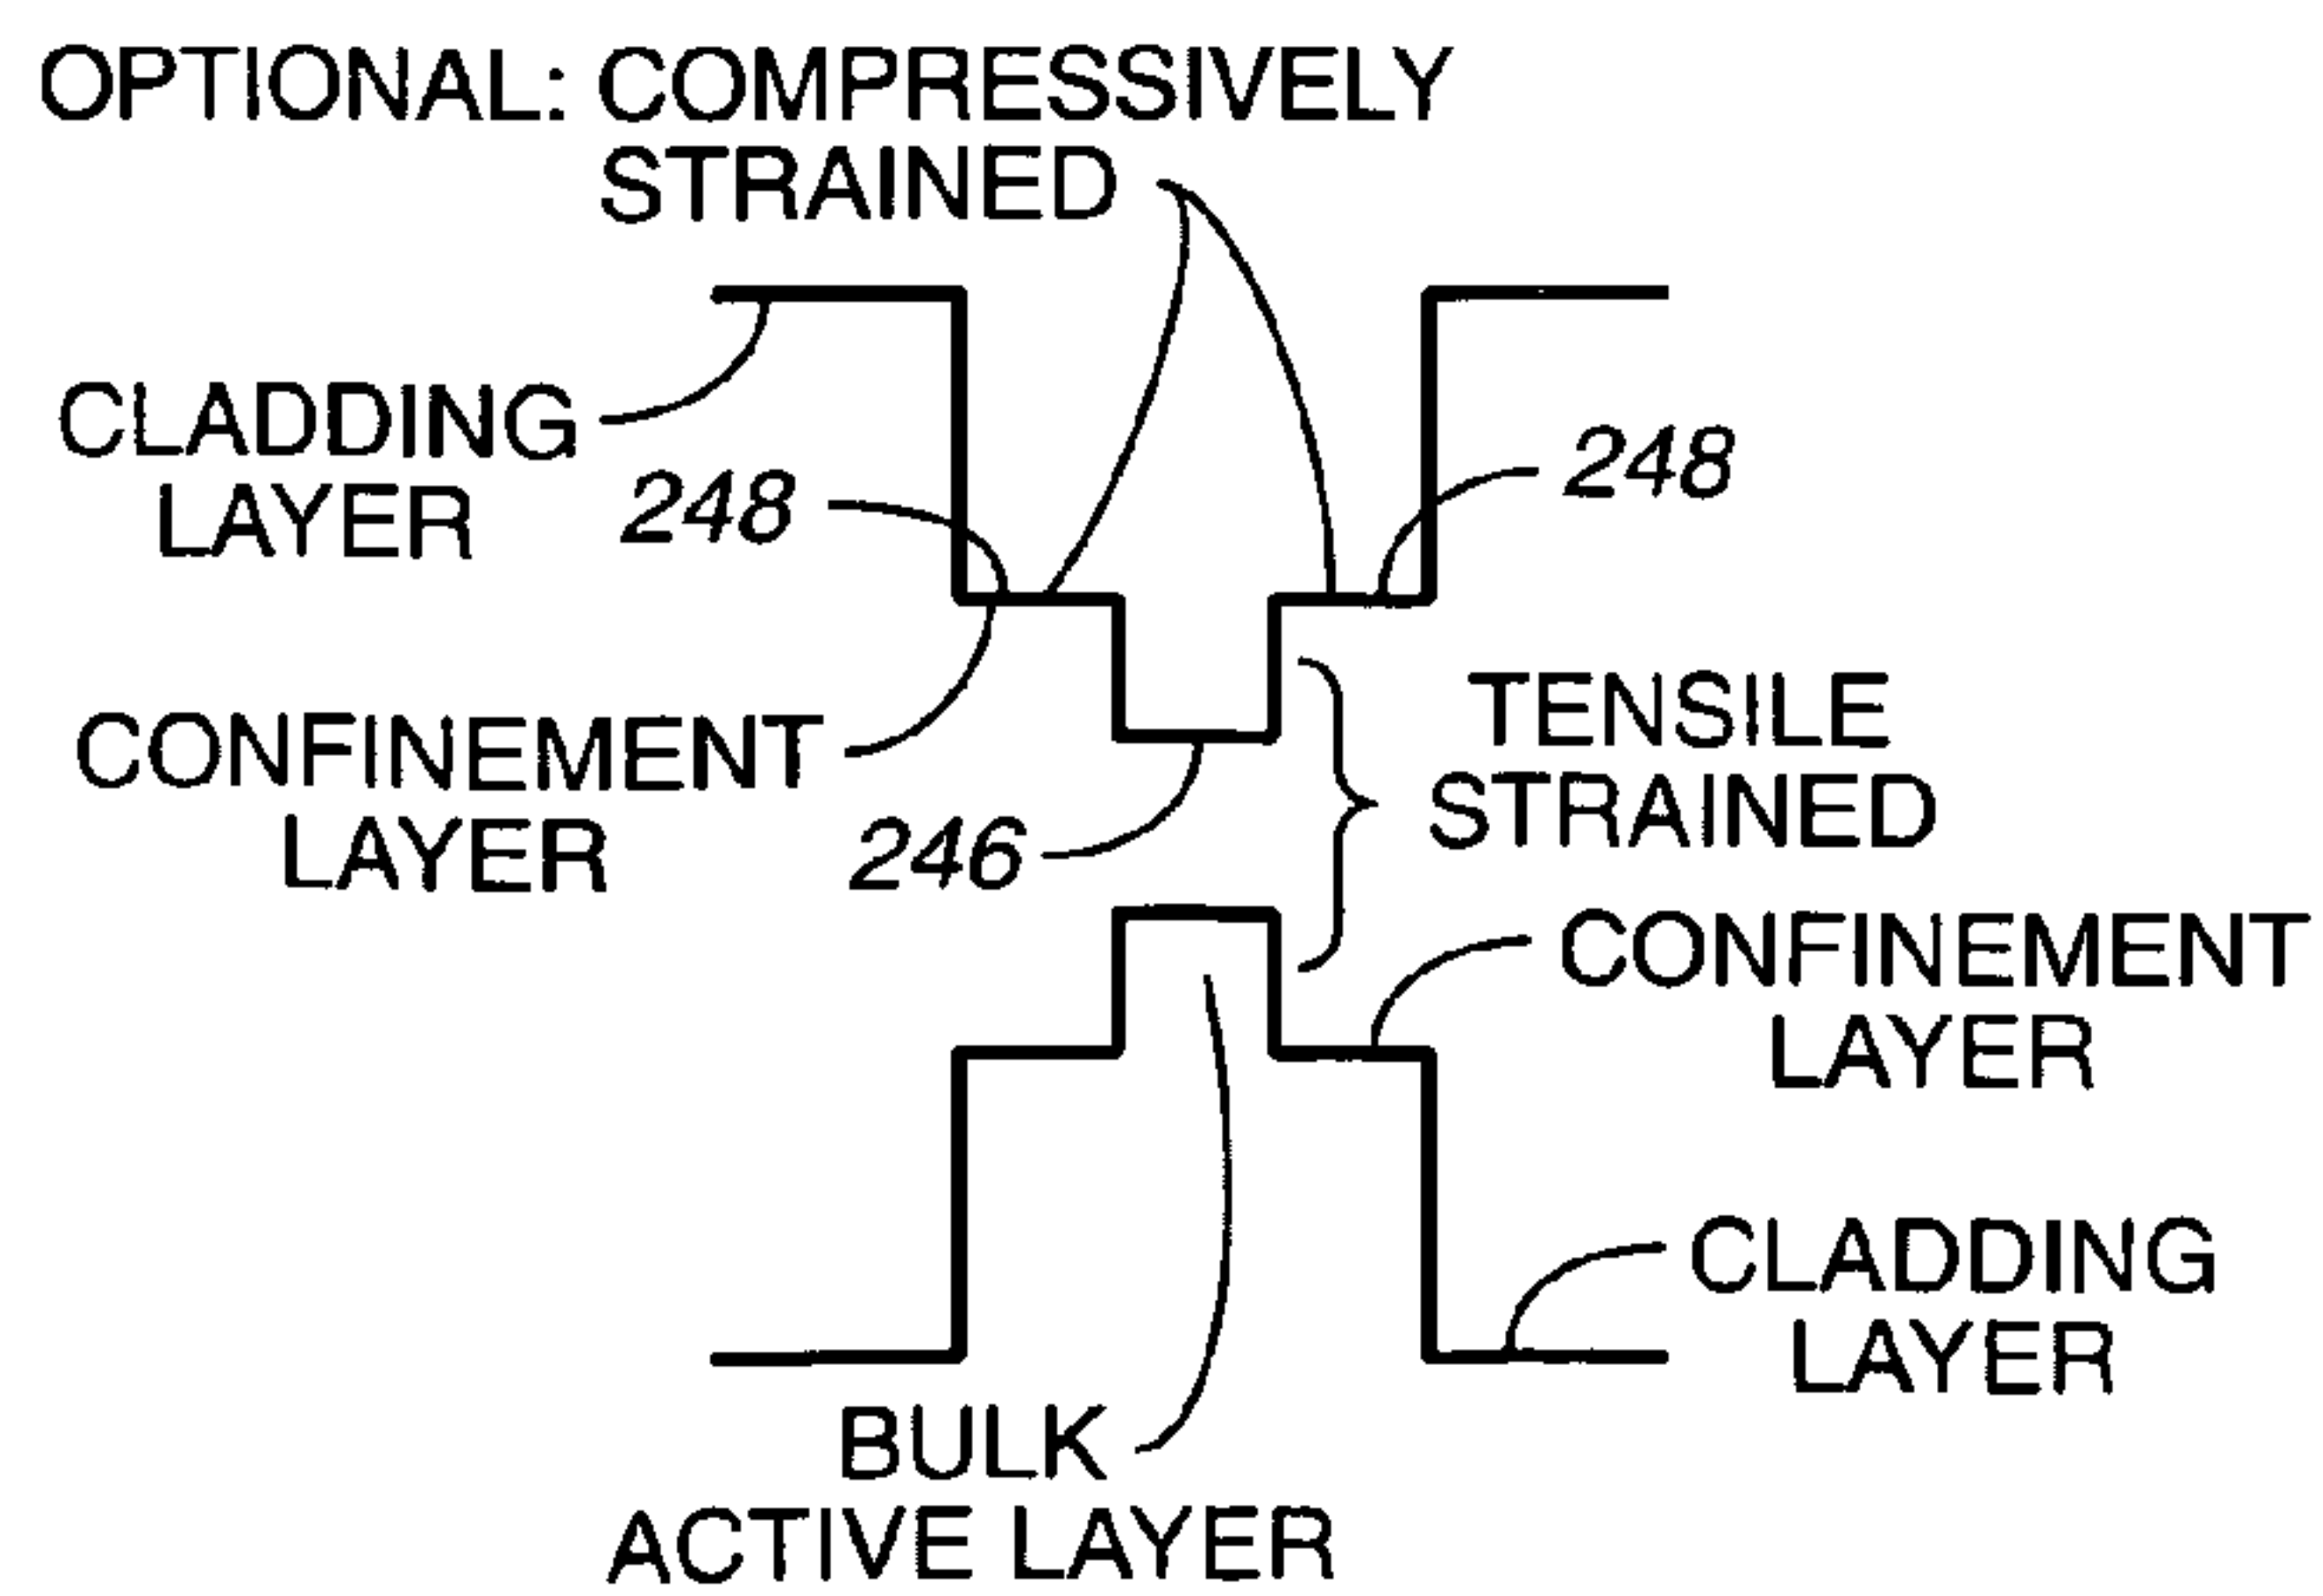 OPTIONAL: COMPRESSIVELY
STRAINED
CLADDING
LAYER
248
248
CONFINEMENT
LAYER
TENSILE
STRAINED
246
CONFINEMENT
LAYER
CLADDING
LAYER
BULK
ACTIVE LAYER